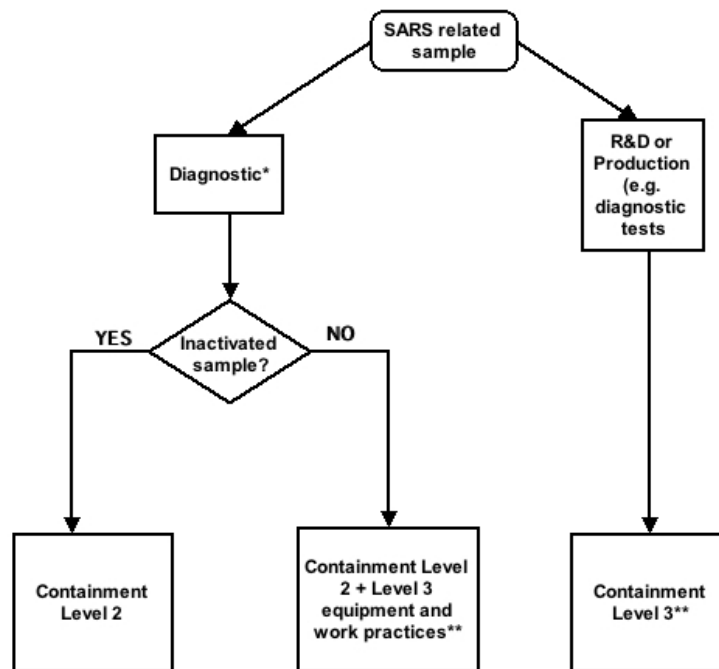 SARS related
sample
Diagnostic*
R&D or
Production
(e.g.
diagnostic
tests
YES
Inactivated
sample?
NO
Containment
Level 2
Containment Level
2 + Level 3
equipment and
work practices**
Containment
Level 3**